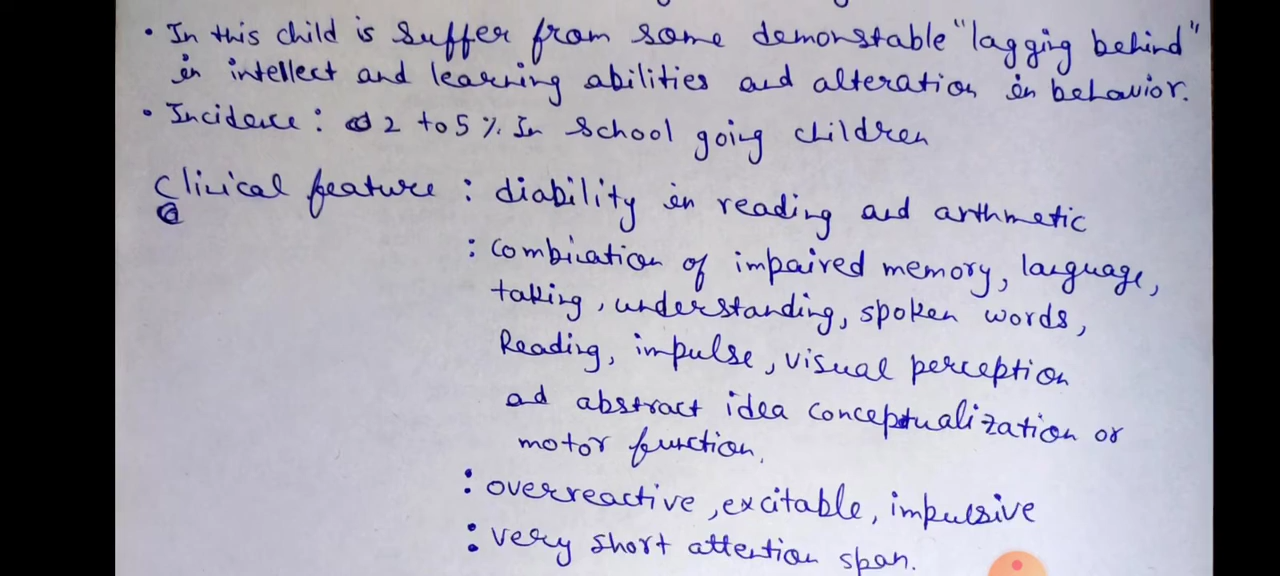 • In this child is suffer from some demonstable "lagging behind"
in intellect and learning abilities and alteration in behavior.
• Incidence: 2 to 5% In school going children
Clinical feature : diability in reading and arthmetic
: combination of impaired memory, language,
taking, understanding, spoken words,
Reading, impulse, visual perception
ad abstract idea conceptualization or
motor function.
: overreactive, excitable, impulsive
: very short attention span.